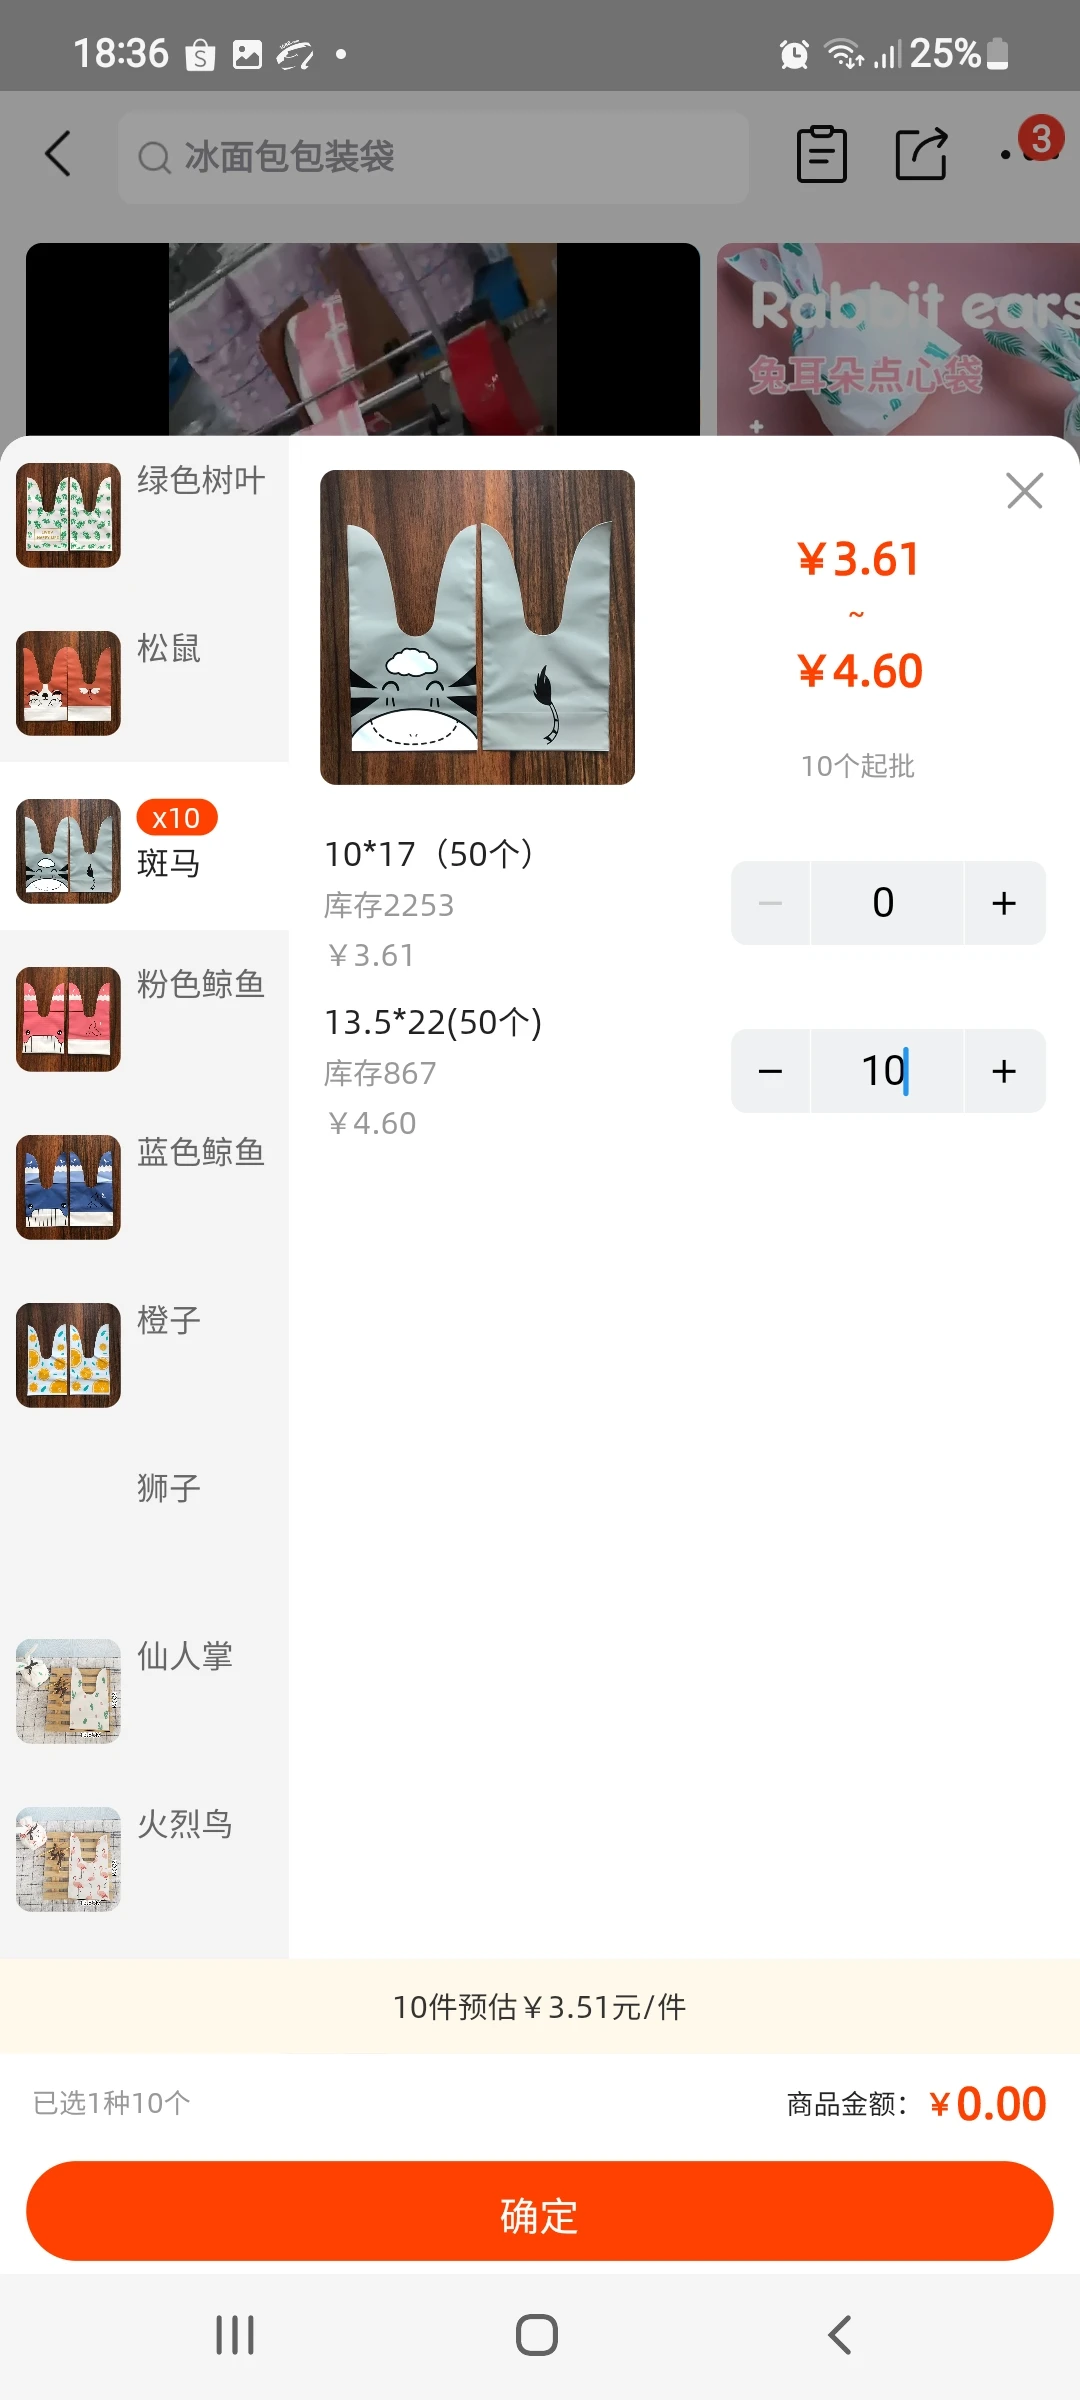 18:36
25%
冰面包包装袋
3
Rabbit ears
兔耳朵点心袋
绿色树叶
松鼠
x10
斑马
粉色鲸鱼
蓝色鲸鱼
橙子
狮子
仙人掌
火烈鸟
￥3.61
~
￥4.60
10个起批
10*17（50个）
库存2253
￥3.61
0
13.5*22(50个)
库存867
￥4.60
10
10件预估￥3.51元/件
已选1种10个
商品金额：￥0.00
确定